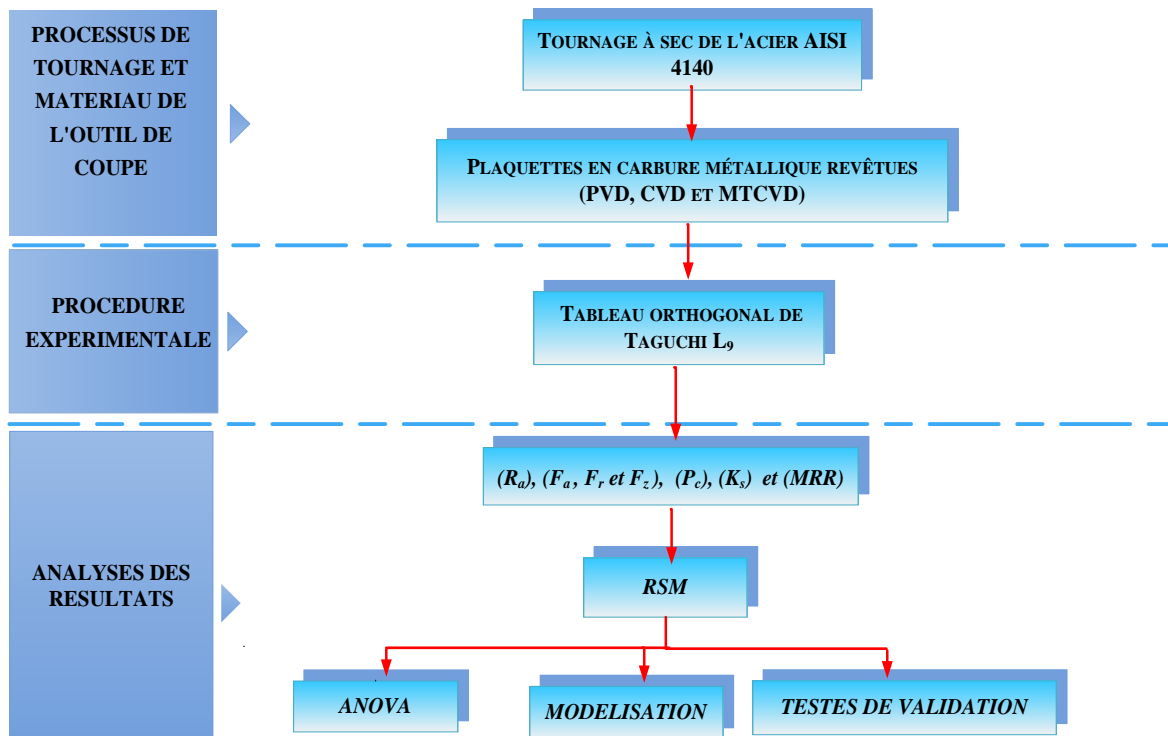 PROCESSUS DE
TOURNAGE ET
MATERIAU DE
L'OUTIL DE
COUPE
TOURNAGE À SEC DE L'ACIER AISI
4140
PLAQUETTES EN CARBURE MÉTALLIQUE REVÊTUES
(PVD, CVD ET MTCVD)
PROCEDURE
EXPERIMENTALE
TABLEAU ORTHOGONAL DE
TAGUCHI L₉
ANALYSES DES
RESULTATS
(Rₐ), (Fₐ , Fᵣ et F_z ), (P_c), (Kₛ) et (MRR)
RSM
ANOVA
MODELISATION
TESTES DE VALIDATION